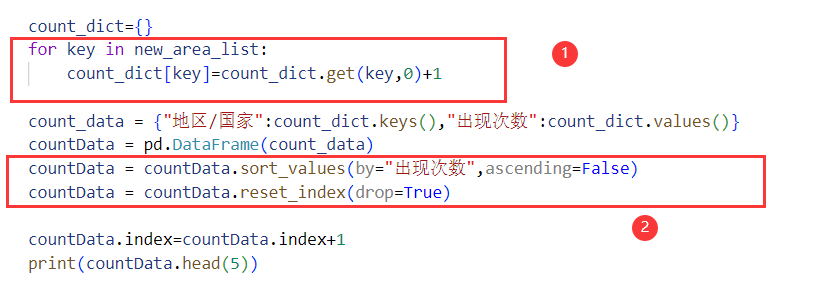 count_dict={}
for key in new_area_list:
    count_dict[key]=count_dict.get(key,0)+1
1
count_data = {"地区/国家":count_dict.keys(),"出现次数":count_dict.values()}
countData = pd.DataFrame(count_data)
countData = countData.sort_values(by="出现次数",ascending=False)
countData = countData.reset_index(drop=True)
2
countData.index=countData.index+1
print(countData.head(5))